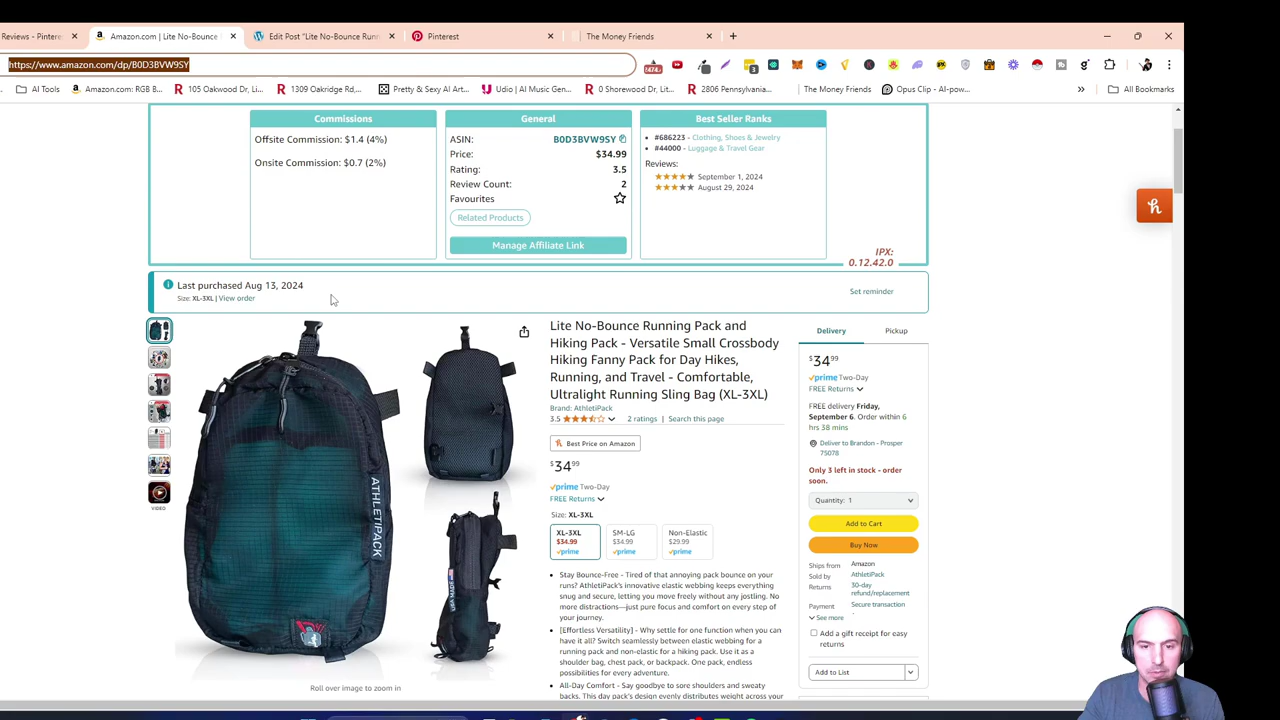 Reviews - Pinteres
Amazon.com | Lite No-Bounce
Edit Post "Lite No-Bounce Runn
Pinterest
The Money Friends
https://www.amazon.com/dp/B0D3BVW9SY
AI Tools
Amazon.com: RGB B...
105 Oakwood Dr, Li...
1309 Oakridge Rd,...
Pretty & Sexy AI Art...
Udio | AI Music Gen...
0 Shorewood Dr, Lit...
2806 Pennsylvania...
The Money Friends
Opus Clip - AI-pow...
All Bookmarks
Commissions
Offsite Commission: $1.4 (4%)
Onsite Commission: $0.7 (2%)
General
ASIN: B0D3BVW9SY
Price: $34.99
Rating: 3.5
Review Count: 2
Favourites
Related Products
Manage Affiliate Link
Best Seller Ranks
#686223 - Clothing, Shoes & Jewelry
#44000 - Luggage & Travel Gear
Reviews:
September 1, 2024
August 29, 2024
IPX:
0.12.42.0
Last purchased Aug 13, 2024
Size: XL-3XL | View order
Set reminder
ATHLETIPACK
Roll over image to zoom in
VIDEO
Lite No-Bounce Running Pack and
Hiking Pack - Versatile Small Crossbody
Hiking Fanny Pack for Day Hikes,
Running, and Travel - Comfortable,
Ultralight Running Sling Bag (XL-3XL)
Brand: AthletiPack
3.5
2 ratings | Search this page
Best Price on Amazon
$34 99
prime Two-Day
FREE Returns
Size: XL-3XL
XL-3XL
$34.99
prime
SM-LG
$34.99
prime
Non-Elastic
$29.99
prime
Stay Bounce-Free - Tired of that annoying pack bounce on your
runs? AthletiPack's innovative elastic webbing keeps everything
snug and secure, letting you move freely without any jostling. No
more distractions—just pure focus and comfort on every step of
your journey.
[Effortless Versatility] - Why settle for one function when you can
have it all? Switch seamlessly between elastic webbing for a
running pack and non-elastic for a hiking pack. Use it as a
shoulder bag, chest pack, or backpack. One pack, endless
possibilities for every adventure.
All-Day Comfort - Say goodbye to sore shoulders and sweaty
backs. This day pack's design evenly distributes weight across your
Delivery
Pickup
$34 99
prime Two-Day
FREE Returns
FREE delivery Friday,
September 6. Order within 6
hrs 38 mins
Deliver to Brandon - Prosper
75078
Only 3 left in stock - order
soon.
Quantity: 1
Add to Cart
Buy Now
Ships from Amazon
Sold by AthletiPack
Returns 30-day
refund/replacement
Payment Secure transaction
See more
Add a gift receipt for easy
returns
Add to List